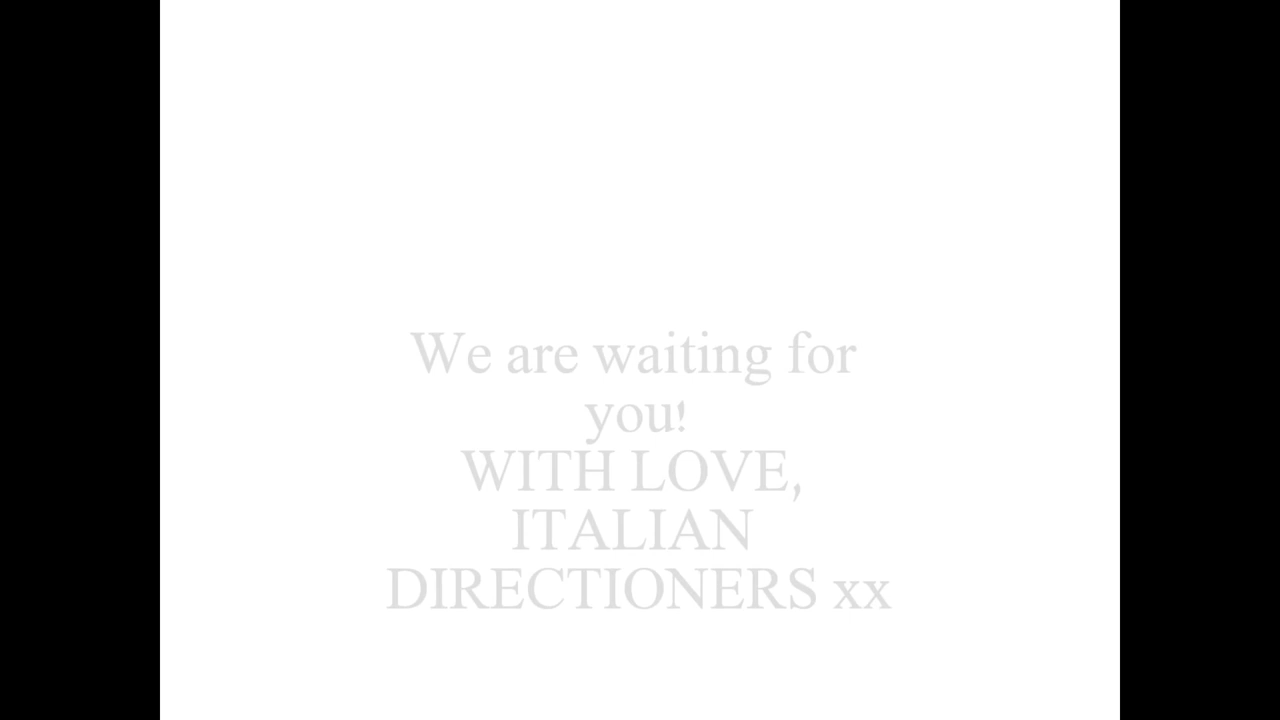 We are waiting for
you!
WITH LOVE,
ITALIAN
DIRECTIONERS xx